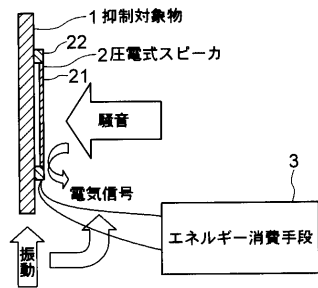 1 抑制対象物
22
2 圧電式スピーカ
21
騒音
電気信号
3
エネルギー消費手段
振動